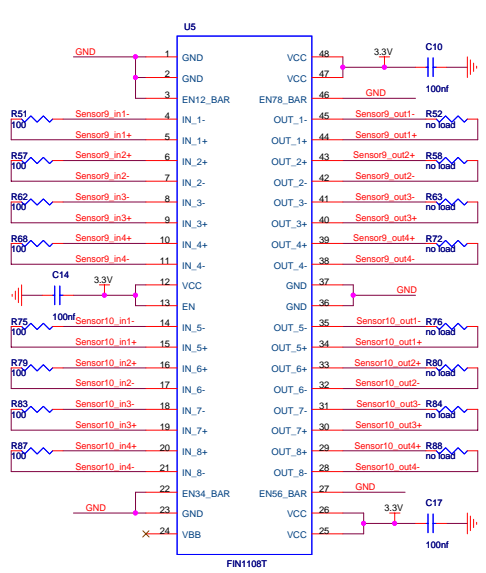 U5
GND 1 GND VCC 48 3.3V C10
2 GND VCC 47 100nf
3 EN12_BAR EN78_BAR 46 GND
R51 100 Sensor9_in1- 4 IN_1- OUT_1- 45 Sensor9_out1- R52 no load
Sensor9_in1+ 5 IN_1+ OUT_1+ 44 Sensor9_out1+
R57 100 Sensor9_in2+ 6 IN_2+ OUT_2+ 43 Sensor9_out2+ R58 no load
Sensor9_in2- 7 IN_2- OUT_2- 42 Sensor9_out2-
R62 100 Sensor9_in3- 8 IN_3- OUT_3- 41 Sensor9_out3- R63 no load
Sensor9_in3+ 9 IN_3+ OUT_3+ 40 Sensor9_out3+
R68 100 Sensor9_in4+ 10 IN_4+ OUT_4+ 39 Sensor9_out4+ R72 no load
Sensor9_in4- 11 IN_4- OUT_4- 38 Sensor9_out4-
C14 3.3V 12 VCC GND 37 GND
100nf 13 EN GND 36
R75 100 Sensor10_in1- 14 IN_5- OUT_5- 35 Sensor10_out1- R76 no load
Sensor10_in1+ 15 IN_5+ OUT_5+ 34 Sensor10_out1+
R79 100 Sensor10_in2+ 16 IN_6+ OUT_6+ 33 Sensor10_out2+ R80 no load
Sensor10_in2- 17 IN_6- OUT_6- 32 Sensor10_out2-
R83 100 Sensor10_in3- 18 IN_7- OUT_7- 31 Sensor10_out3- R84 no load
Sensor10_in3+ 19 IN_7+ OUT_7+ 30 Sensor10_out3+
R87 100 Sensor10_in4+ 20 IN_8+ OUT_8+ 29 Sensor10_out4+ R88 no load
Sensor10_in4- 21 IN_8- OUT_8- 28 Sensor10_out4-
22 EN34_BAR EN56_BAR 27 GND
GND 23 GND VCC 26 3.3V C17
24 VBB VCC 25 100nf
FIN1108T